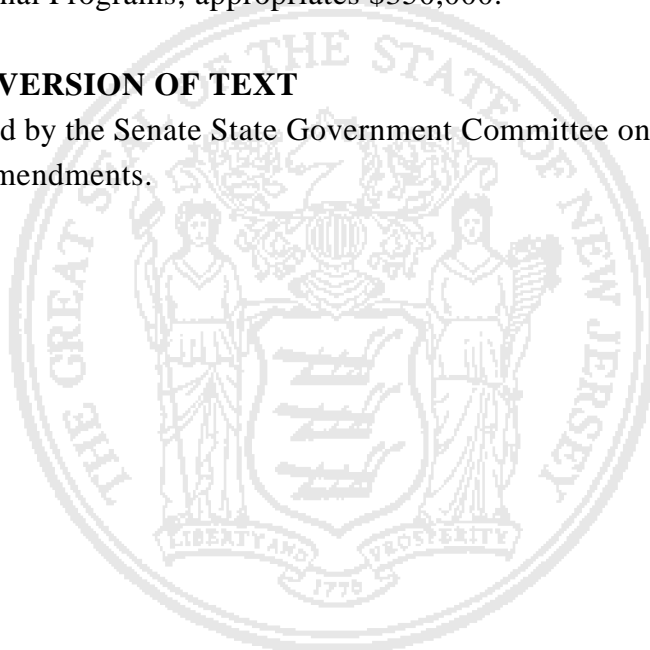 nal Programs; appropriates $350,000.
VERSION OF TEXT
d by the Senate State Government Committee on
mendments.
THE GREAT SEAL OF THE STATE OF NEW JERSEY
LIBERTY AND PROSPERITY
1776